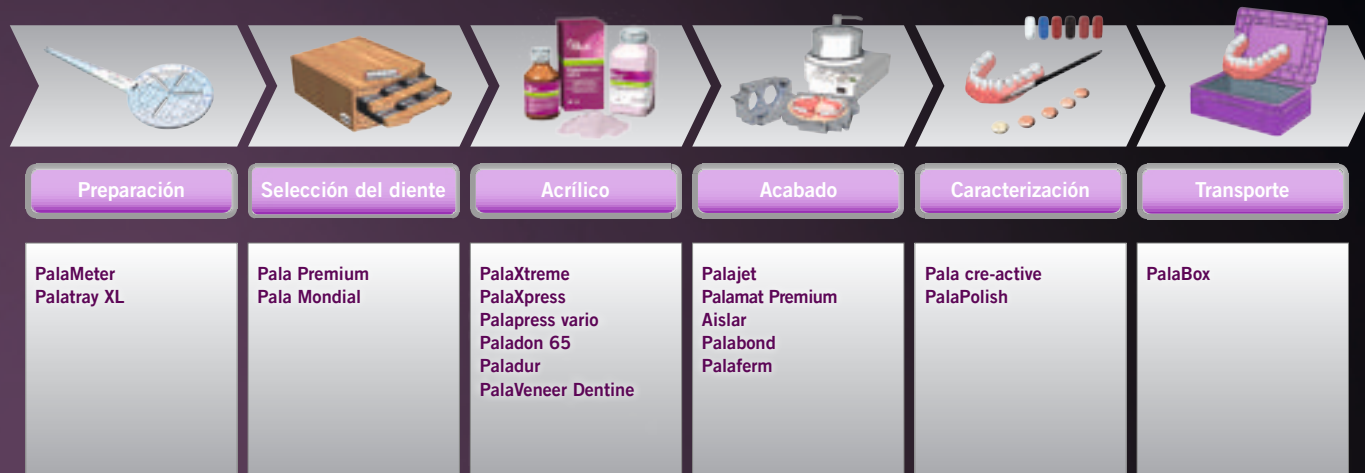 Preparación
Selección del diente
Acrílico
Acabado
Caracterización
Transporte
PalaMeter
Palatray XL
Pala Premium
Pala Mondial
PalaXtreme
PalaXpress
Palapress vario
Paladon 65
Paladur
PalaVeneer Dentine
Palajet
Palamat Premium
Aislar
Palabond
Palaferm
Pala cre-active
PalaPolish
PalaBox